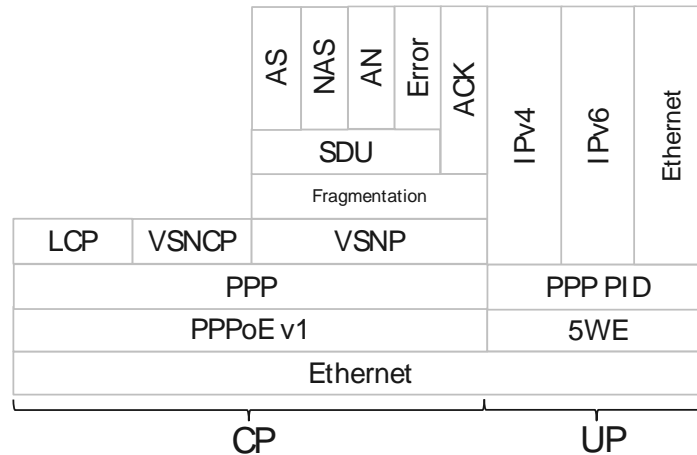 AS NAS AN Error ACK IPv4 IPv6 Ethernet
SDU
Fragmentation
LCP VSNCP VSNP
PPP PPP PID
PPPoE v1 5WE
Ethernet
CP UP